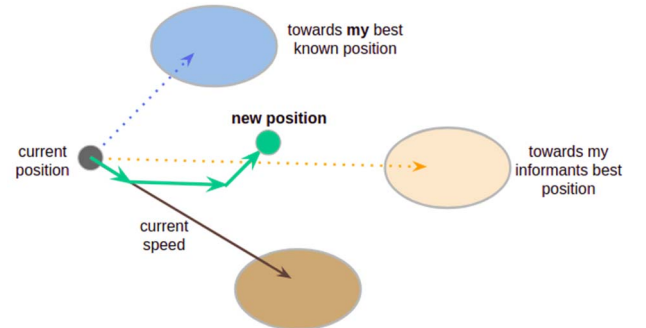 towards my best
known position
new position
current
position
towards my
informants best
position
current
speed